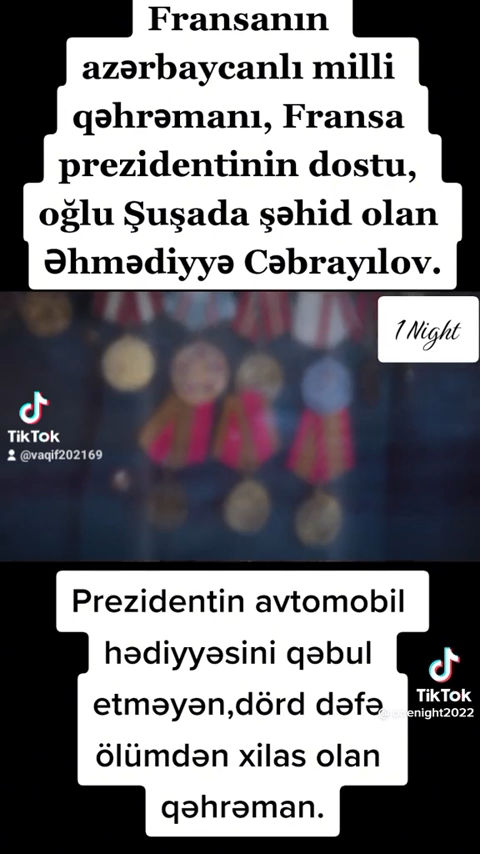 Fransanın
azərbaycanlı milli
qəhrəmanı, Fransa
prezidentinin dostu,
oğlu Şuşada şəhid olan
Əhmədiyyə Cəbrayılov.
1 Night
TikTok
@vaqif202169
Prezidentin avtomobil
hədiyyəsini qəbul
etməyən,dörd dəfə
ölümdən xilas olan
qəhrəman.
TikTok
@onenight2022